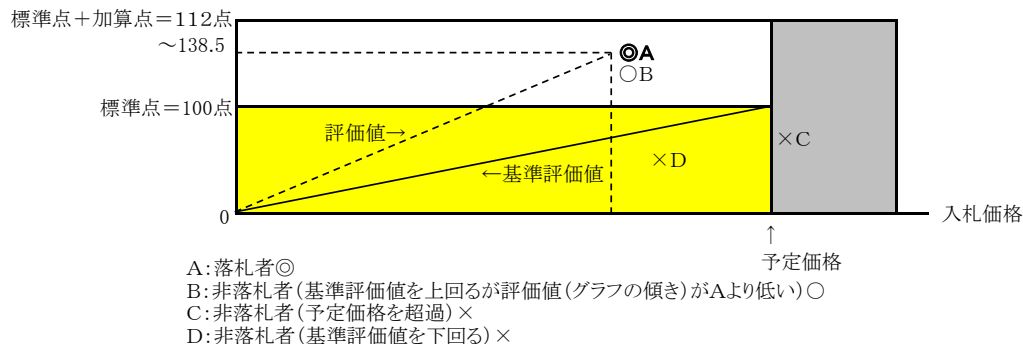 標準点＋加算点＝112点
～138.5
◎A
○B
標準点＝100点
評価値→
×C
×D
←基準評価値
0
入札価格
↑
予定価格
A：落札者◎
B：非落札者（基準評価値を上回るが評価値（グラフの傾き）がAより低い）○
C：非落札者（予定価格を超過）×
D：非落札者（基準評価値を下回る）×